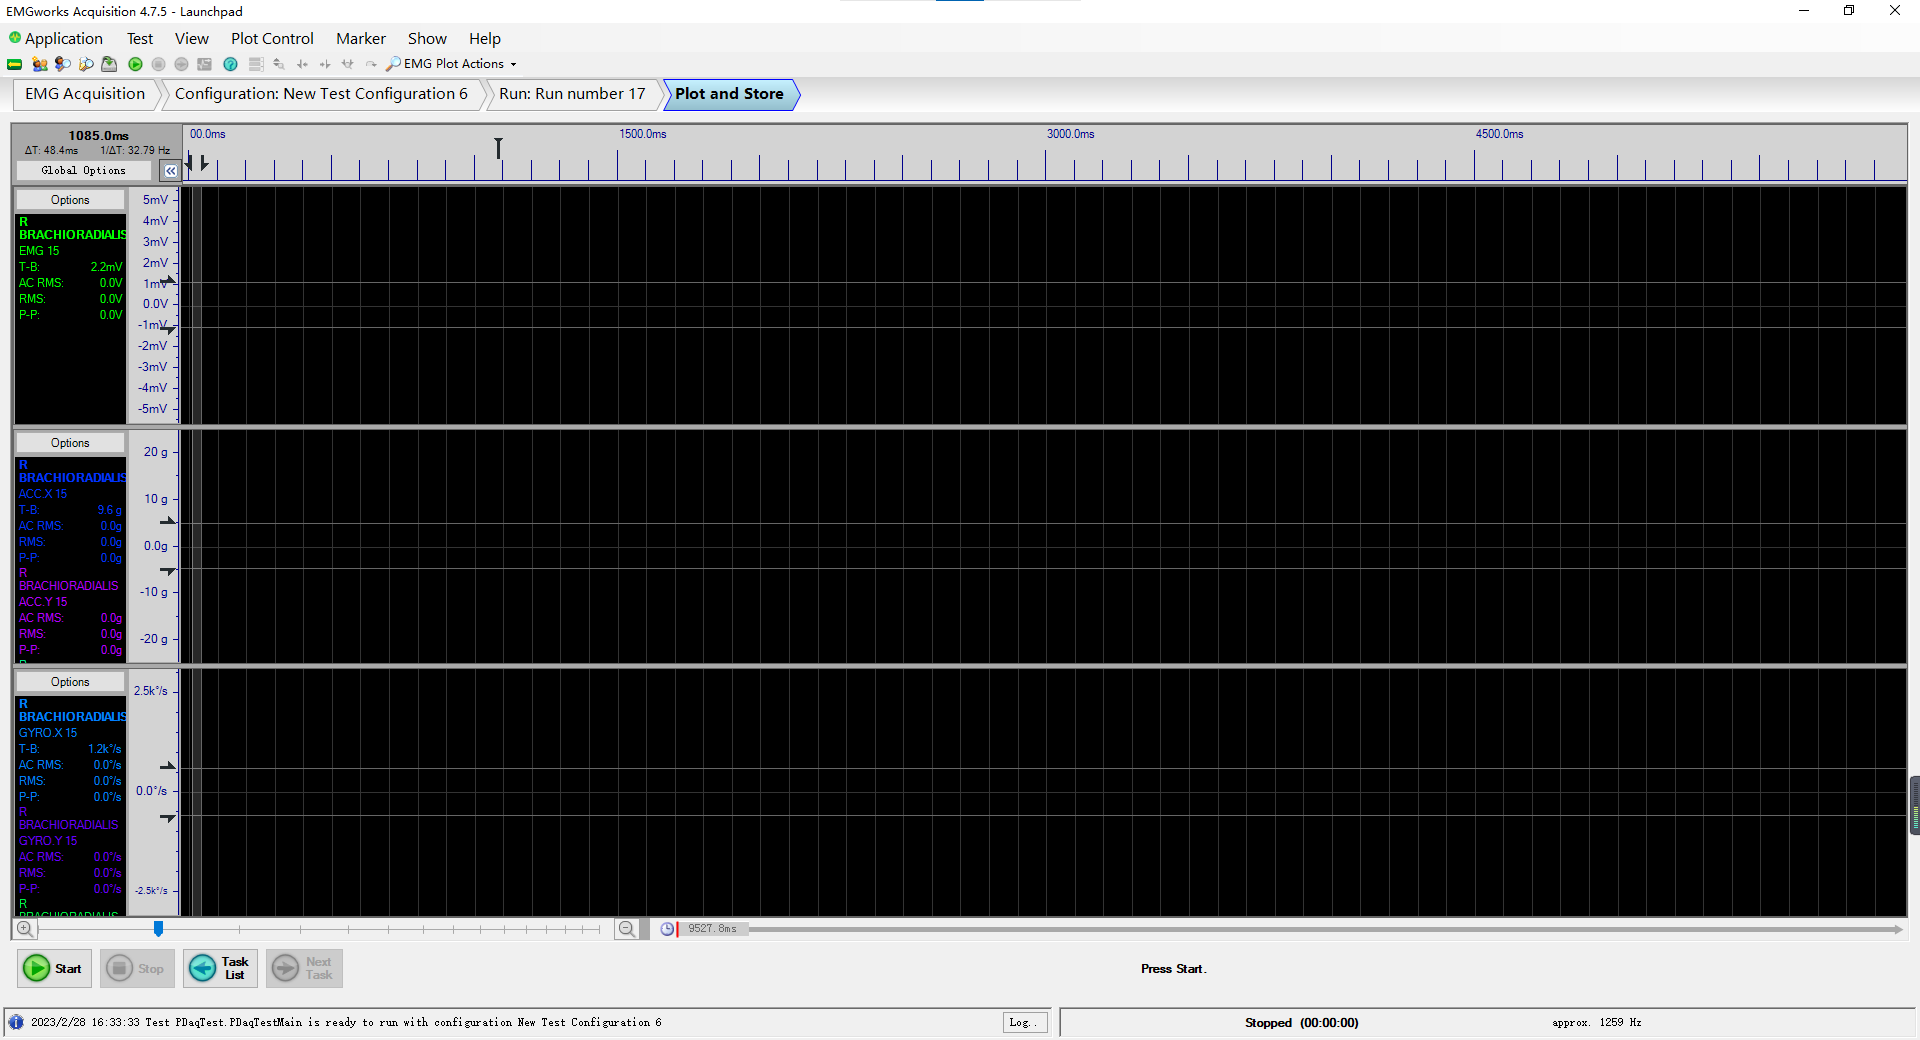 EMGworks Acquisition 4.7.5 - Launchpad
Application Test View Plot Control Marker Show Help
EMG Plot Actions
EMG Acquisition Configuration: New Test Configuration 6 Run: Run number 17 Plot and Store
1085.0ms
ΔT: 48.4ms 1/ΔT: 32.79 Hz
Global Options
00.0ms 1500.0ms 3000.0ms 4500.0ms
Options
R
BRACHIORADIALIS
EMG 15
T-B: 2.2mV
AC RMS: 0.0V
RMS: 0.0V
P-P: 0.0V
5mV
4mV
3mV
2mV
1mV
0.0V
-1mV
-2mV
-3mV
-4mV
-5mV
Options
R
BRACHIORADIALIS
ACC.X 15
T-B: 9.6 g
AC RMS: 0.0g
RMS: 0.0g
P-P: 0.0g
R
BRACHIORADIALIS
ACC.Y 15
AC RMS: 0.0g
RMS: 0.0g
P-P: 0.0g
20 g
10 g
0.0g
-10 g
-20 g
Options
R
BRACHIORADIALIS
GYRO.X 15
T-B: 1.2k°/s
AC RMS: 0.0°/s
RMS: 0.0°/s
P-P: 0.0°/s
R
BRACHIORADIALIS
GYRO.Y 15
AC RMS: 0.0°/s
RMS: 0.0°/s
P-P: 0.0°/s
R
BRACHIORADIALIS
2.5k°/s
0.0°/s
-2.5k°/s
9527.8ms
Start Stop Task List Next Task
Press Start.
2023/2/28 16:33:33 Test PDaqTest.PDaqTestMain is ready to run with configuration New Test Configuration 6
Log..
Stopped (00:00:00)
approx. 1259 Hz